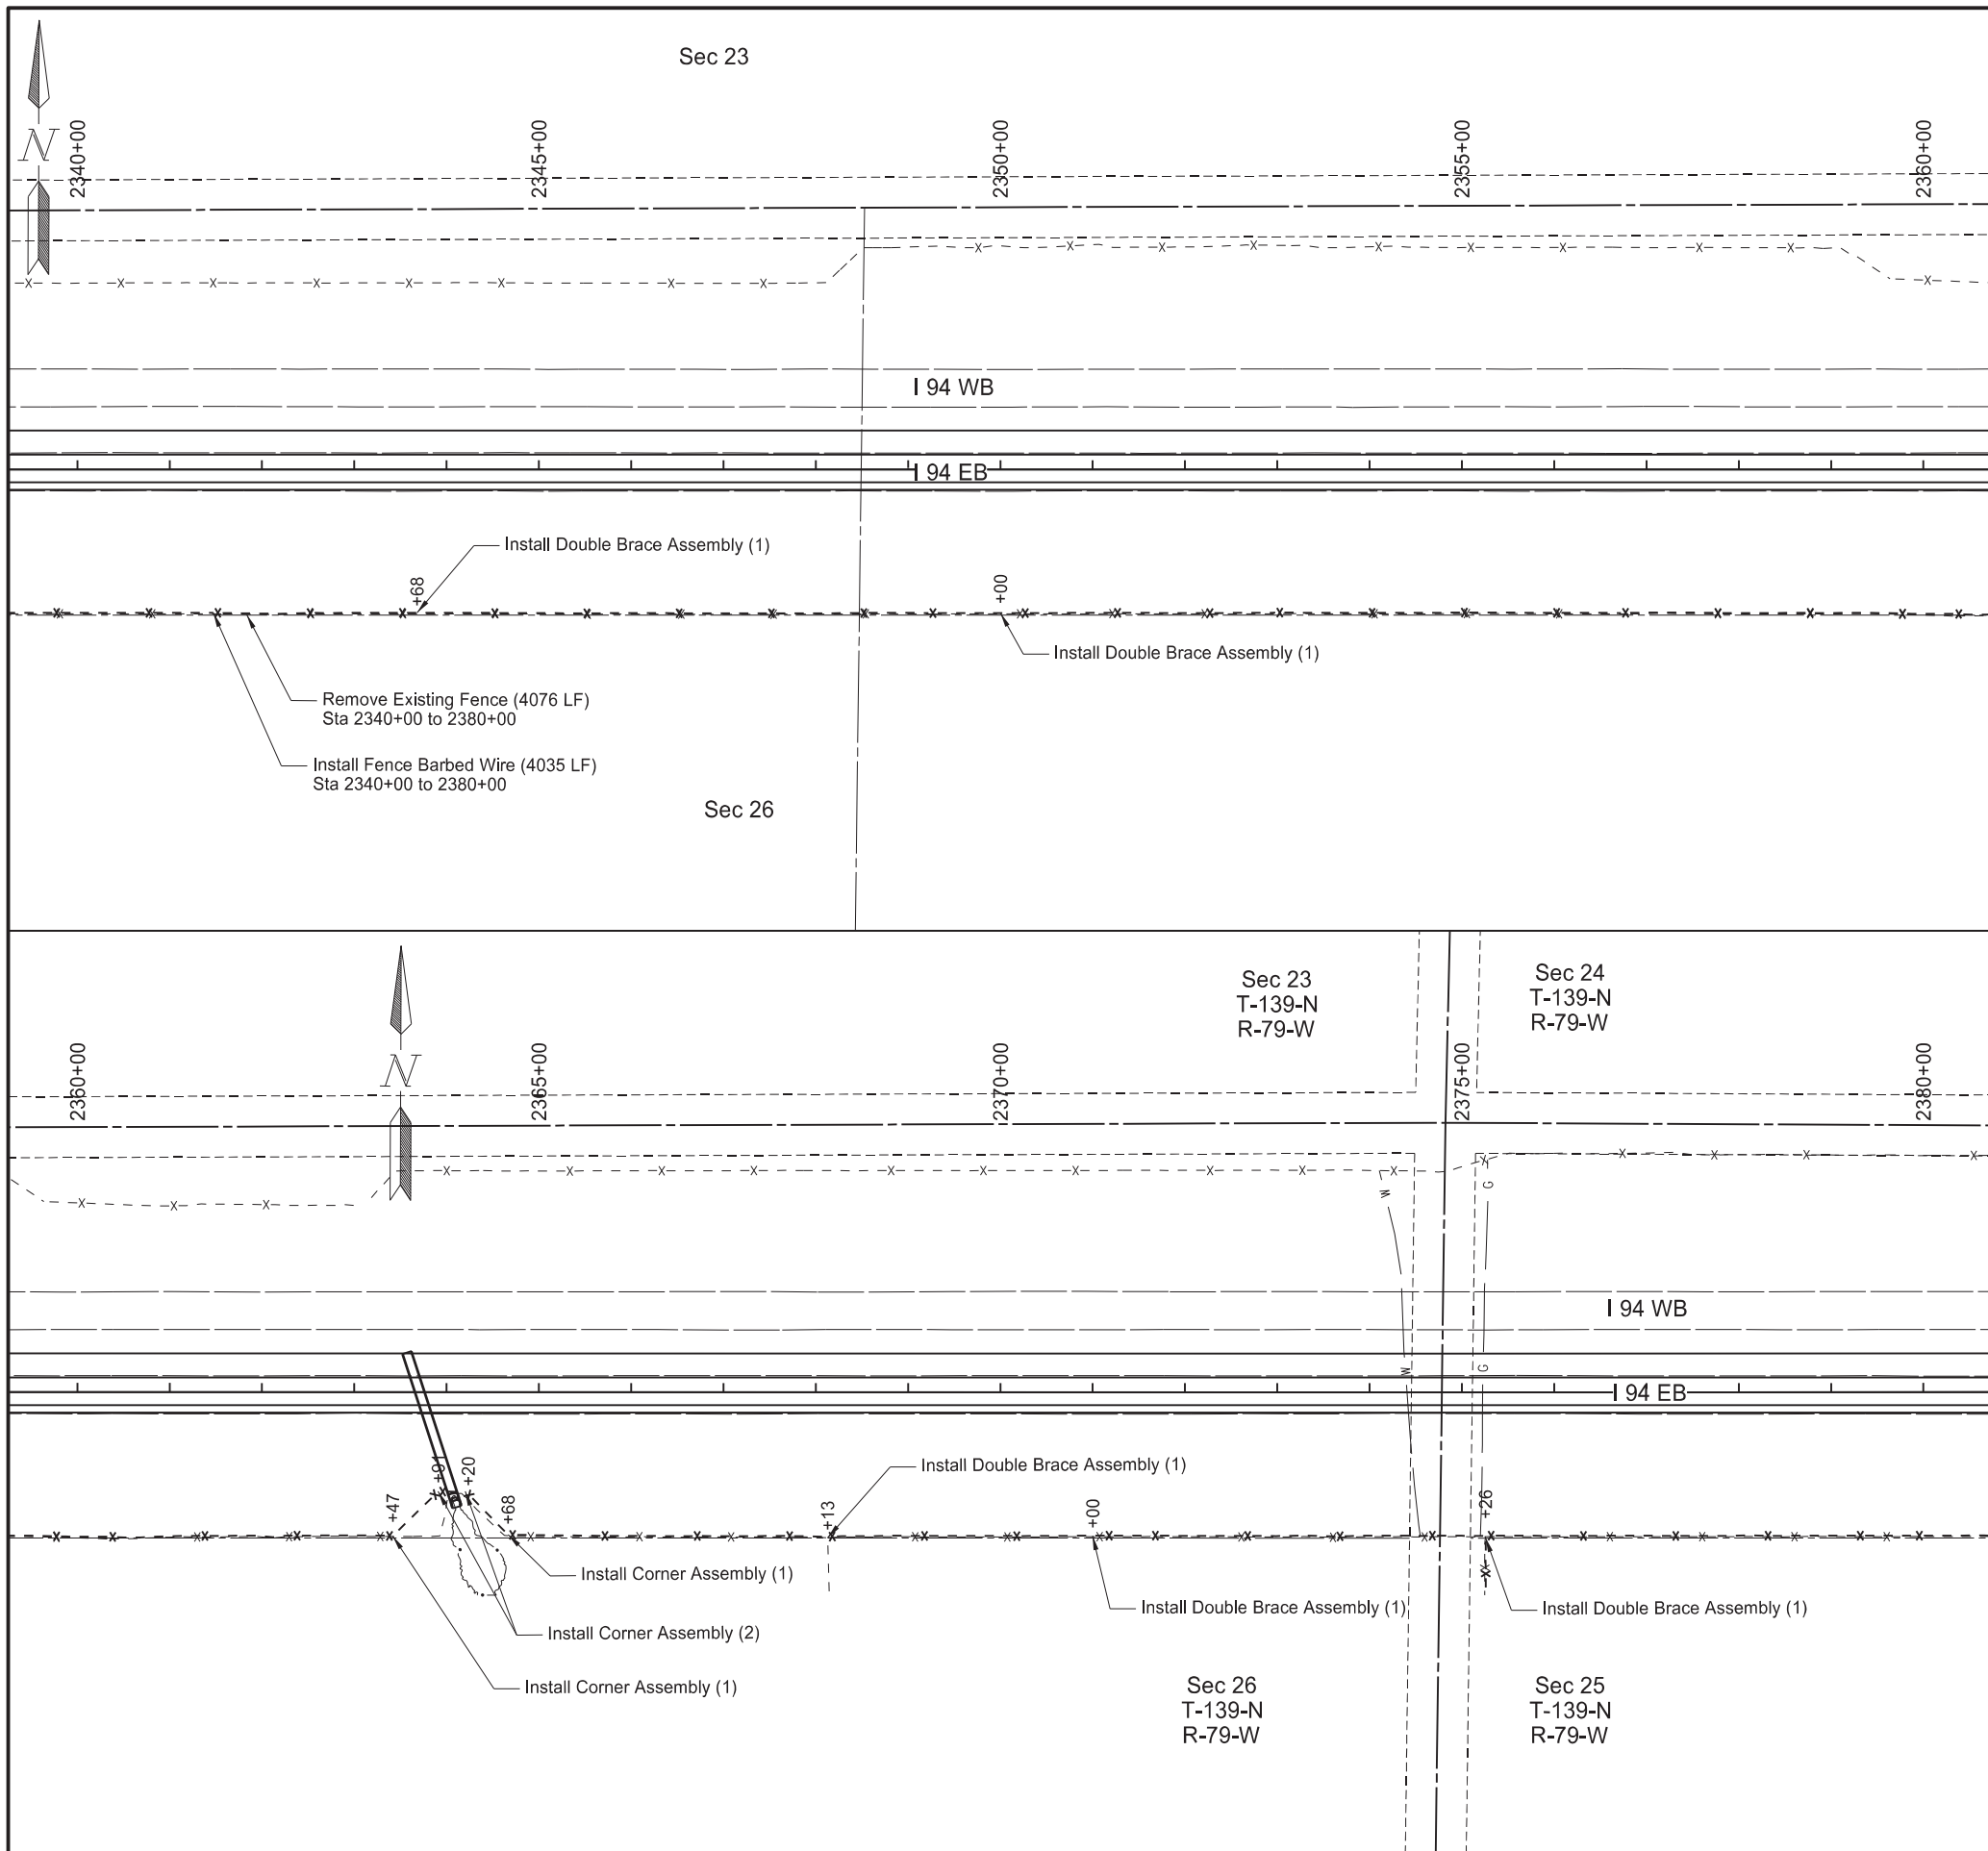 Sec 23
N
2340+00
2345+00
2350+00
2355+00
2360+00
I 94 WB
I 94 EB
Install Double Brace Assembly (1)
+68
+00
Install Double Brace Assembly (1)
Remove Existing Fence (4076 LF)
Sta 2340+00 to 2380+00
Install Fence Barbed Wire (4035 LF)
Sta 2340+00 to 2380+00
Sec 26
Sec 23
T-139-N
R-79-W
Sec 24
T-139-N
R-79-W
N
2360+00
2365+00
2370+00
2375+00
2380+00
W
G
I 94 WB
W
G
I 94 EB
+47
+91
+20
+68
+13
+00
+26
Install Double Brace Assembly (1)
Install Corner Assembly (1)
Install Double Brace Assembly (1)
Install Double Brace Assembly (1)
Install Corner Assembly (2)
Install Corner Assembly (1)
Sec 26
T-139-N
R-79-W
Sec 25
T-139-N
R-79-W